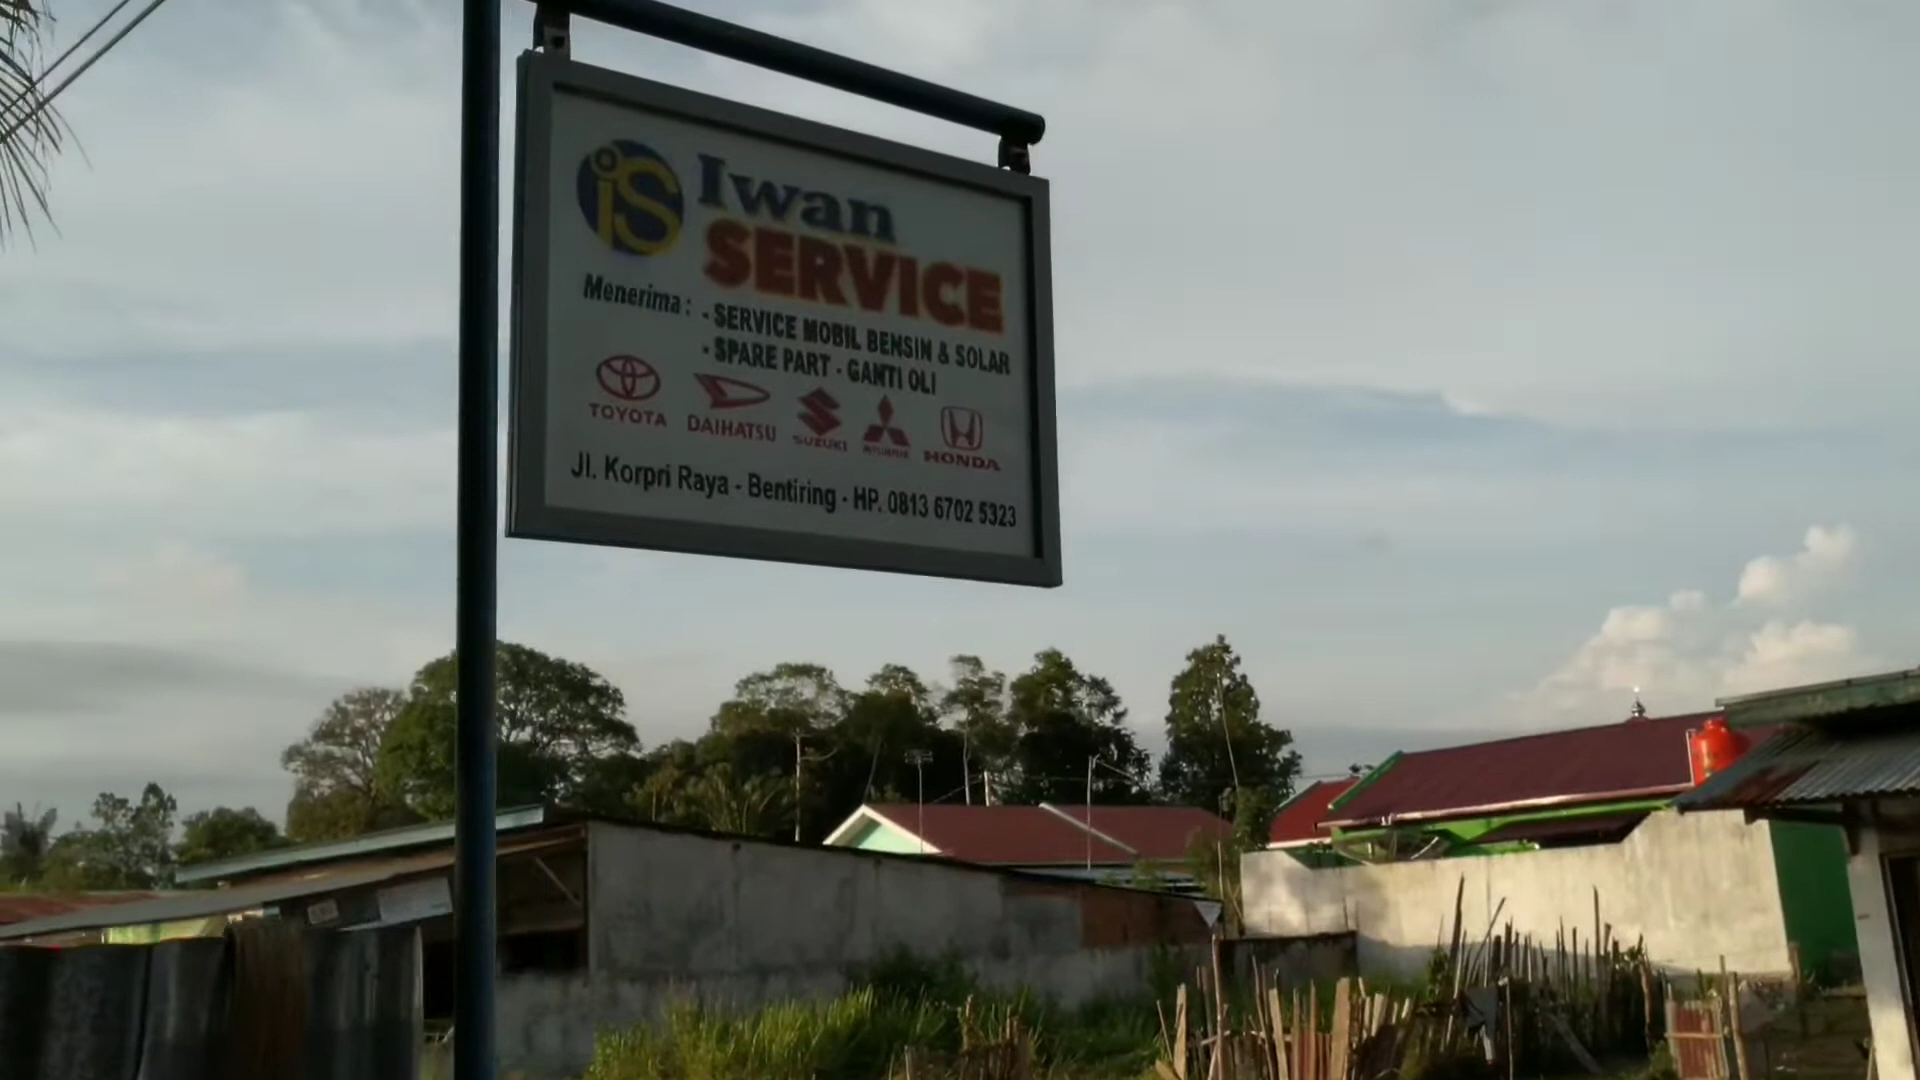 iS
Iwan
SERVICE
Menerima :
- SERVICE MOBIL BENSIN & SOLAR
- SPARE PART - GANTI OLI
TOYOTA
DAIHATSU
SUZUKI
MITSUBISHI
HONDA
Jl. Korpri Raya - Bentiring - HP. 0813 6702 5323